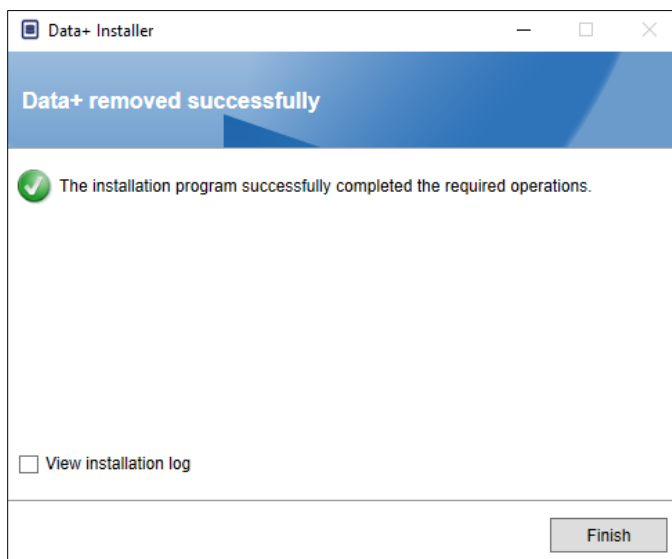 Data+ Installer
Data+ removed successfully
The installation program successfully completed the required operations.
View installation log
Finish